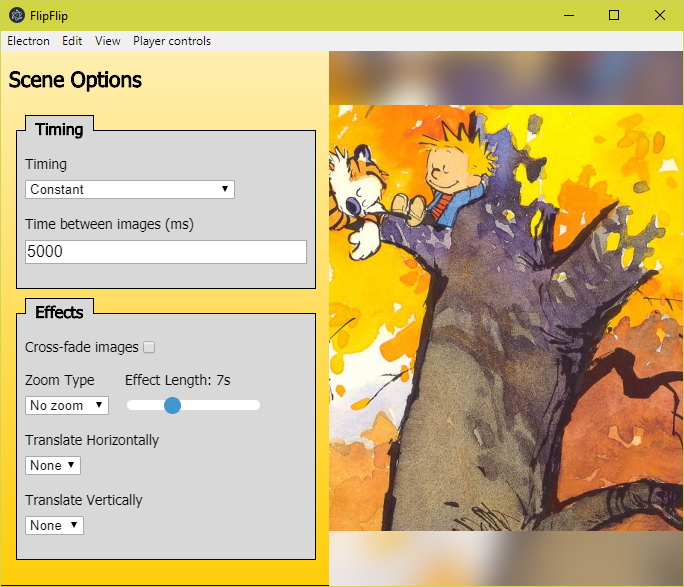 FlipFlip
Electron Edit View Player controls
Scene Options
Timing
Timing
Constant
Time between images (ms)
5000
Effects
Cross-fade images
Zoom Type Effect Length: 7s
No zoom
Translate Horizontally
None
Translate Vertically
None